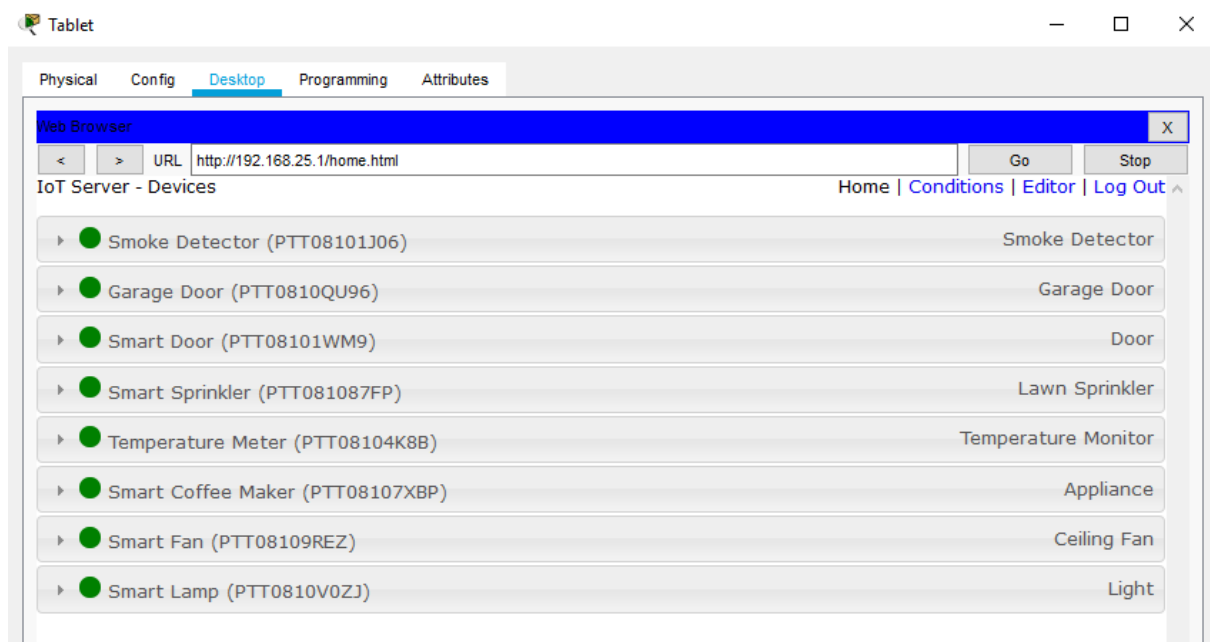 Tablet
Physical Config Desktop Programming Attributes
Web Browser X
< > URL http://192.168.25.1/home.html Go Stop
IoT Server - Devices Home | Conditions | Editor | Log Out
Smoke Detector (PTT08101J06) Smoke Detector
Garage Door (PTT0810QU96) Garage Door
Smart Door (PTT08101WM9) Door
Smart Sprinkler (PTT081087FP) Lawn Sprinkler
Temperature Meter (PTT08104K8B) Temperature Monitor
Smart Coffee Maker (PTT08107XBP) Appliance
Smart Fan (PTT08109REZ) Ceiling Fan
Smart Lamp (PTT0810V0ZJ) Light